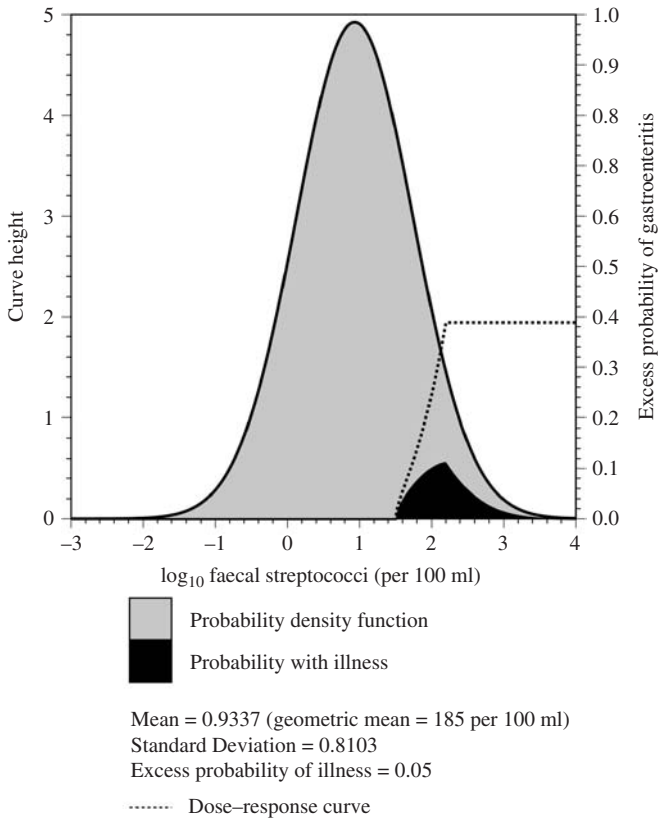 5
4
3
2
1
0
Curve height
1.0
0.9
0.8
0.8
0.6
0.5
0.4
0.3
0.2
0.1
0.0
Excess probability of gastroenteritis
–3 –2 –1 0 1 2 3 4
log₁₀ faecal streptococci (per 100 ml)
Probability density function
Probability with illness
Mean = 0.9337 (geometric mean = 185 per 100 ml)
Standard Deviation = 0.8103
Excess probability of illness = 0.05
Dose–response curve